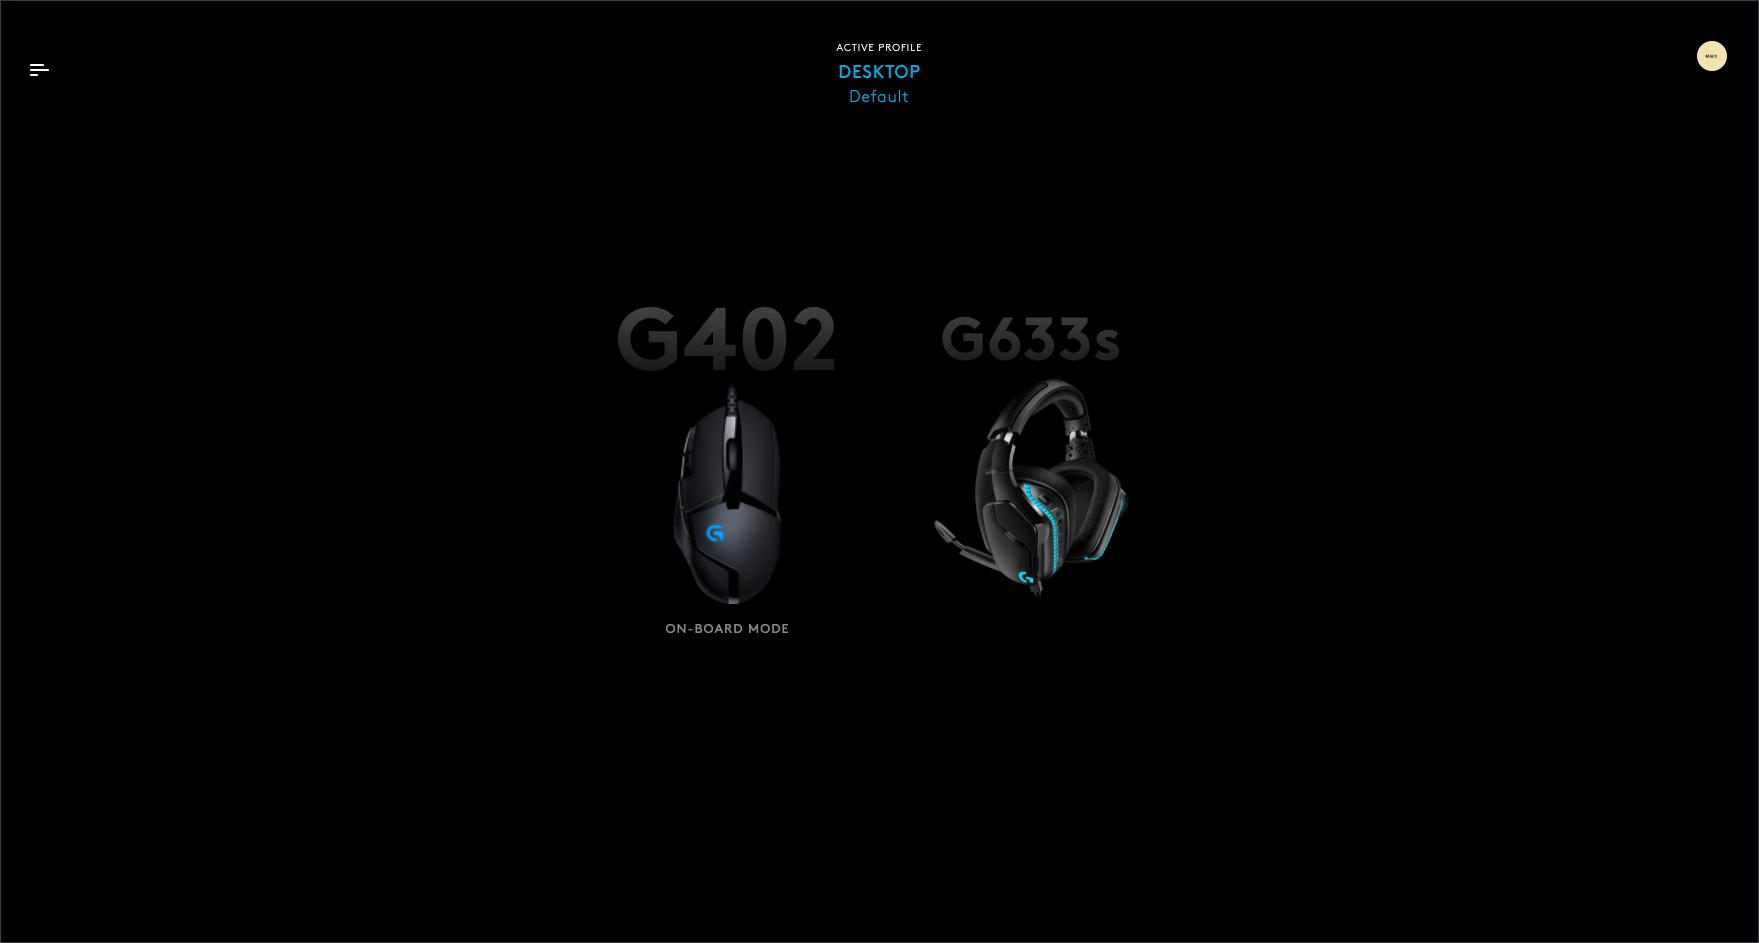 ACTIVE PROFILE
DESKTOP
Default
G402
G633s
ON-BOARD MODE